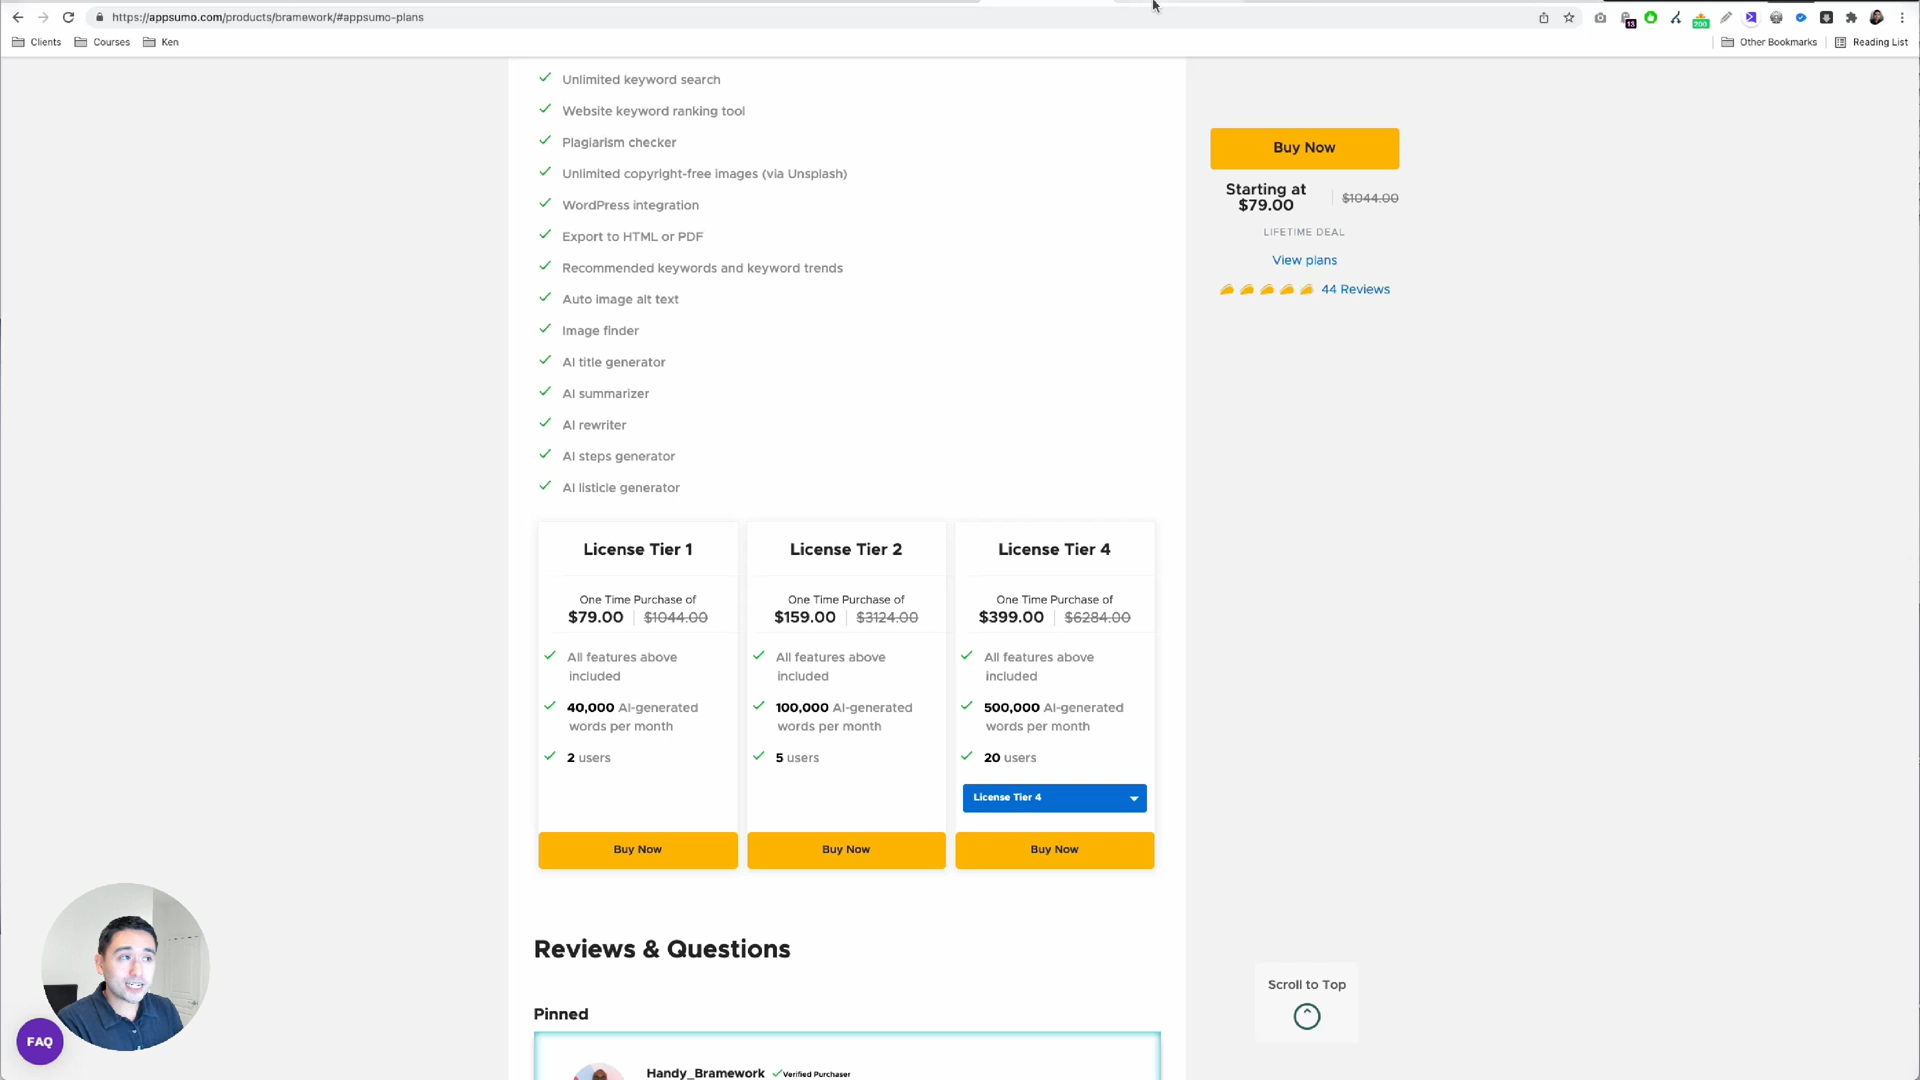 https://appsumo.com/products/bramework/#appsumo-plans
13
200
Clients
Courses
Ken
Other Bookmarks
Reading List
Unlimited keyword search
Website keyword ranking tool
Plagiarism checker
Unlimited copyright-free images (via Unsplash)
WordPress integration
Export to HTML or PDF
Recommended keywords and keyword trends
Auto image alt text
Image finder
AI title generator
AI summarizer
AI rewriter
AI steps generator
AI listicle generator
Buy Now
Starting at
$79.00
$1044.00
LIFETIME DEAL
View plans
44 Reviews
License Tier 1
One Time Purchase of
$79.00 $1044.00
All features above
included
40,000 AI-generated
words per month
2 users
Buy Now
License Tier 2
One Time Purchase of
$159.00 $3124.00
All features above
included
100,000 AI-generated
words per month
5 users
Buy Now
License Tier 4
One Time Purchase of
$399.00 $6284.00
All features above
included
500,000 AI-generated
words per month
20 users
License Tier 4
Buy Now
Reviews & Questions
Pinned
Handy_Bramework Verified Purchaser
Scroll to Top
FAQ